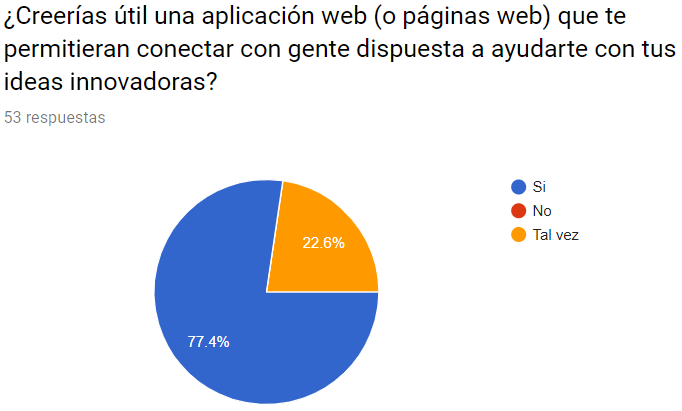 ¿Creerías útil una aplicación web (o páginas web) que te
permitieran conectar con gente dispuesta a ayudarte con tus
ideas innovadoras?
53 respuestas
Si
No
Tal vez
22.6%
77.4%